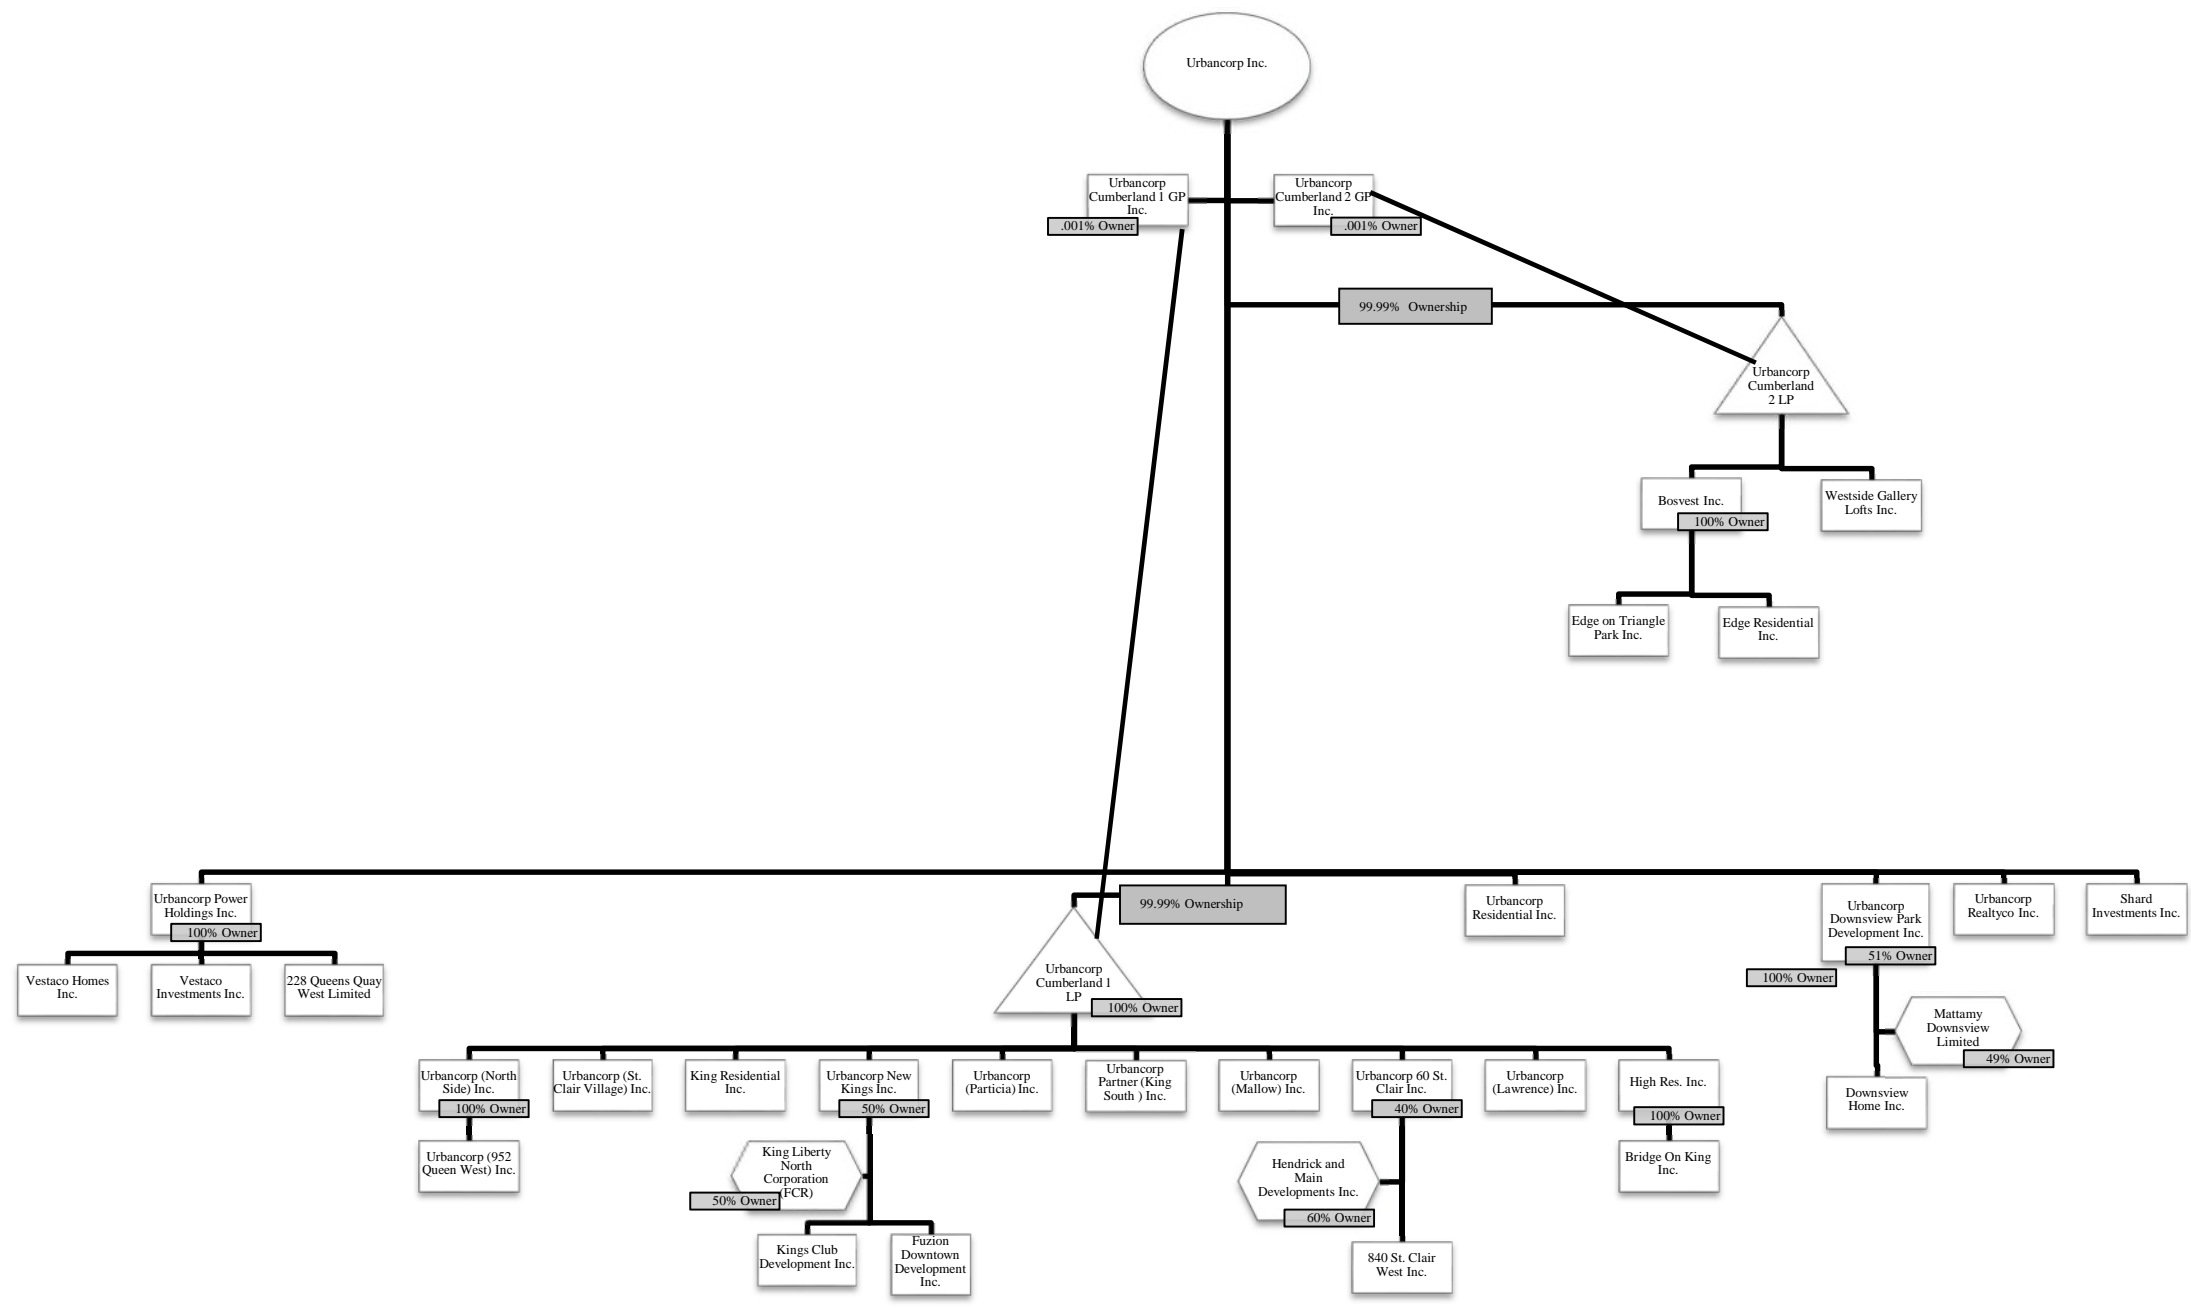 Urbancorp Inc.
Urbancorp
Cumberland 1 GP
Inc.
.001% Owner
Urbancorp
Cumberland 2 GP
Inc.
.001% Owner
99.99% Ownership
Urbancorp
Cumberland
2 LP
Bosvest Inc.
100% Owner
Westside Gallery
Lofts Inc.
Edge on Triangle
Park Inc.
Edge Residential
Inc.
Urbancorp Power
Holdings Inc.
100% Owner
99.99% Ownership
Urbancorp
Residential Inc.
Urbancorp
Downsview Park
Development Inc.
51% Owner
100% Owner
Urbancorp
Realtyco Inc.
Shard
Investments Inc.
Vestaco Homes
Inc.
Vestaco
Investments Inc.
228 Queens Quay
West Limited
Urbancorp
Cumberland 1
LP
100% Owner
Mattamy
Downsview
Limited
49% Owner
Downsview
Home Inc.
Urbancorp (North
Side) Inc.
100% Owner
Urbancorp (St.
Clair Village) Inc.
King Residential
Inc.
Urbancorp New
Kings Inc.
50% Owner
Urbancorp
(Particia) Inc.
Urbancorp
Partner (King
South ) Inc.
Urbancorp
(Mallow) Inc.
Urbancorp 60 St.
Clair Inc.
40% Owner
Urbancorp
(Lawrence) Inc.
High Res. Inc.
100% Owner
Urbancorp (952
Queen West) Inc.
King Liberty
North
Corporation
(FCR)
50% Owner
Hendrick and
Main
Developments Inc.
60% Owner
Bridge On King
Inc.
Kings Club
Development Inc.
Fuzion
Downtown
Development
Inc.
840 St. Clair
West Inc.